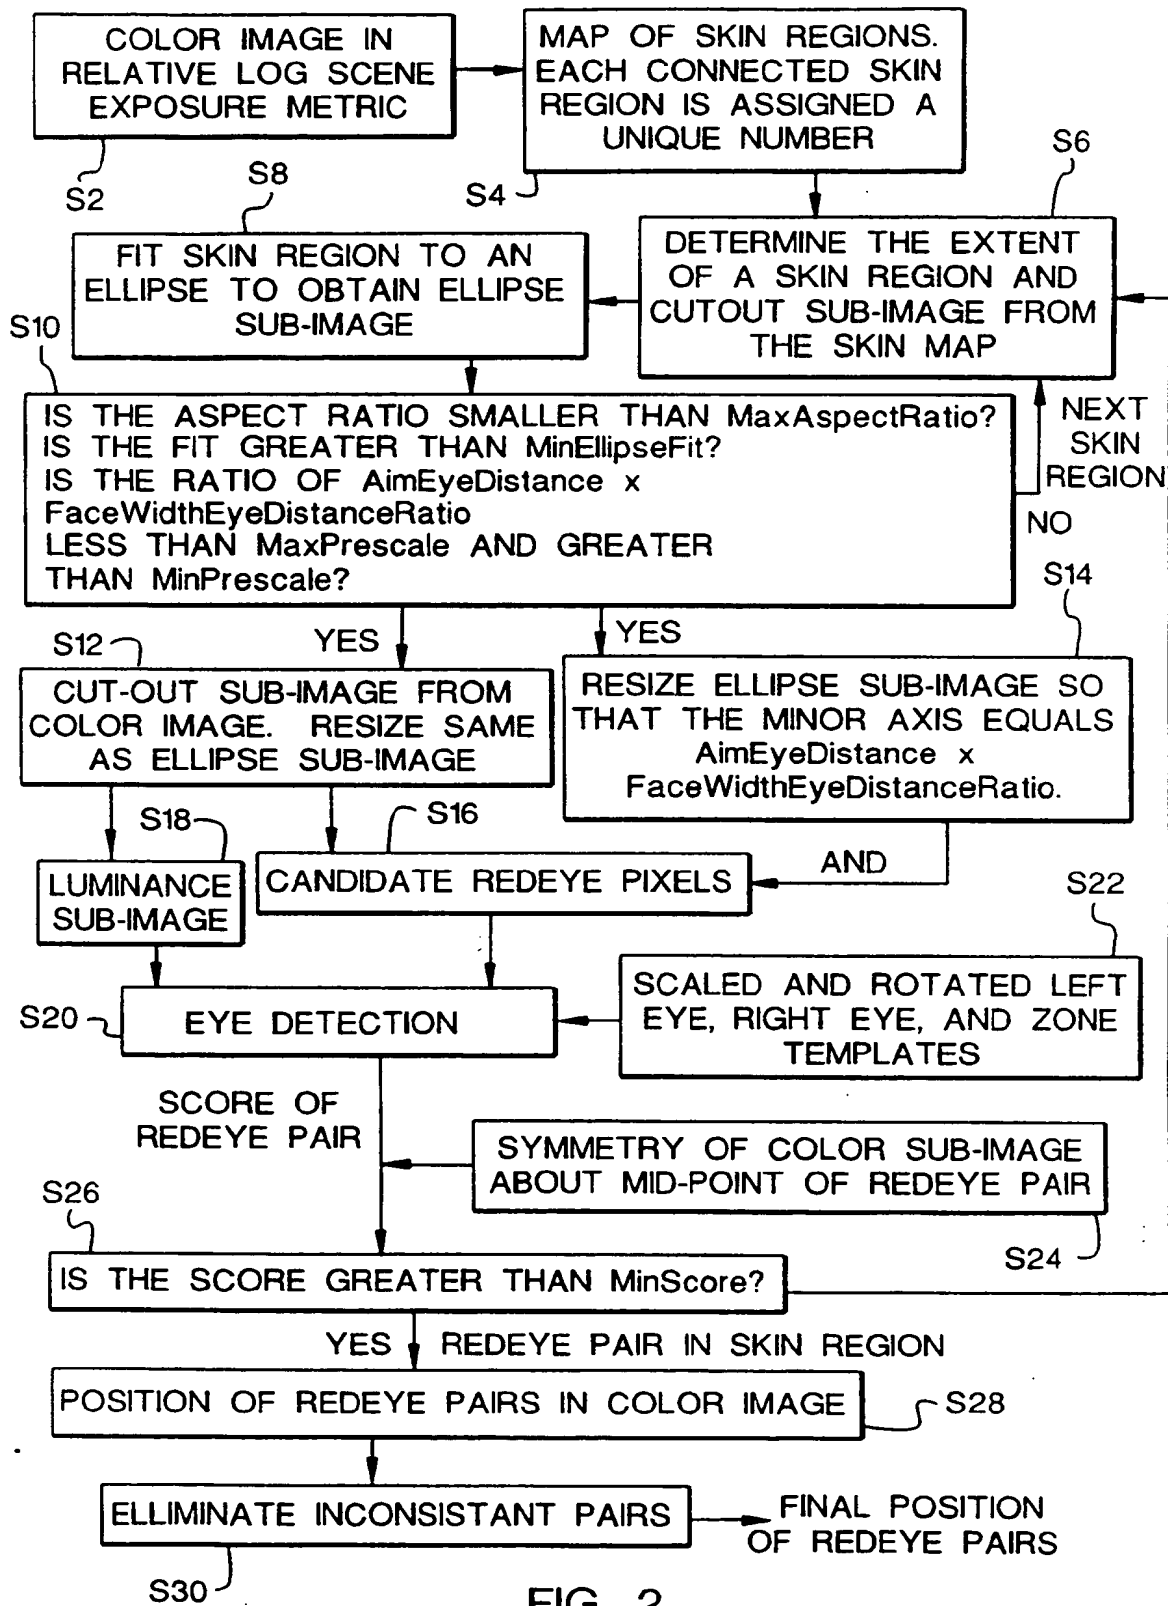 COLOR IMAGE IN
RELATIVE LOG SCENE
EXPOSURE METRIC
S2
MAP OF SKIN REGIONS.
EACH CONNECTED SKIN
REGION IS ASSIGNED A
UNIQUE NUMBER
S4
S6
DETERMINE THE EXTENT
OF A SKIN REGION AND
CUTOUT SUB-IMAGE FROM
THE SKIN MAP
S8
FIT SKIN REGION TO AN
ELLIPSE TO OBTAIN ELLIPSE
SUB-IMAGE
S10
IS THE ASPECT RATIO SMALLER THAN MaxAspectRatio?
IS THE FIT GREATER THAN MinEllipseFit?
IS THE RATIO OF AimEyeDistance x
FaceWidthEyeDistanceRatio
LESS THAN MaxPrescale AND GREATER
THAN MinPrescale?
NEXT
SKIN
REGION
NO
YES
YES
S12
CUT-OUT SUB-IMAGE FROM
COLOR IMAGE. RESIZE SAME
AS ELLIPSE SUB-IMAGE
S14
RESIZE ELLIPSE SUB-IMAGE SO
THAT THE MINOR AXIS EQUALS
AimEyeDistance x
FaceWidthEyeDistanceRatio.
S18
LUMINANCE
SUB-IMAGE
S16
CANDIDATE REDEYE PIXELS
AND
S22
SCALED AND ROTATED LEFT
EYE, RIGHT EYE, AND ZONE
TEMPLATES
S20
EYE DETECTION
SCORE OF
REDEYE PAIR
SYMMETRY OF COLOR SUB-IMAGE
ABOUT MID-POINT OF REDEYE PAIR
S24
S26
IS THE SCORE GREATER THAN MinScore?
YES REDEYE PAIR IN SKIN REGION
POSITION OF REDEYE PAIRS IN COLOR IMAGE
S28
ELLIMINATE INCONSISTANT PAIRS
S30
FINAL POSITION
OF REDEYE PAIRS
FIG. 2